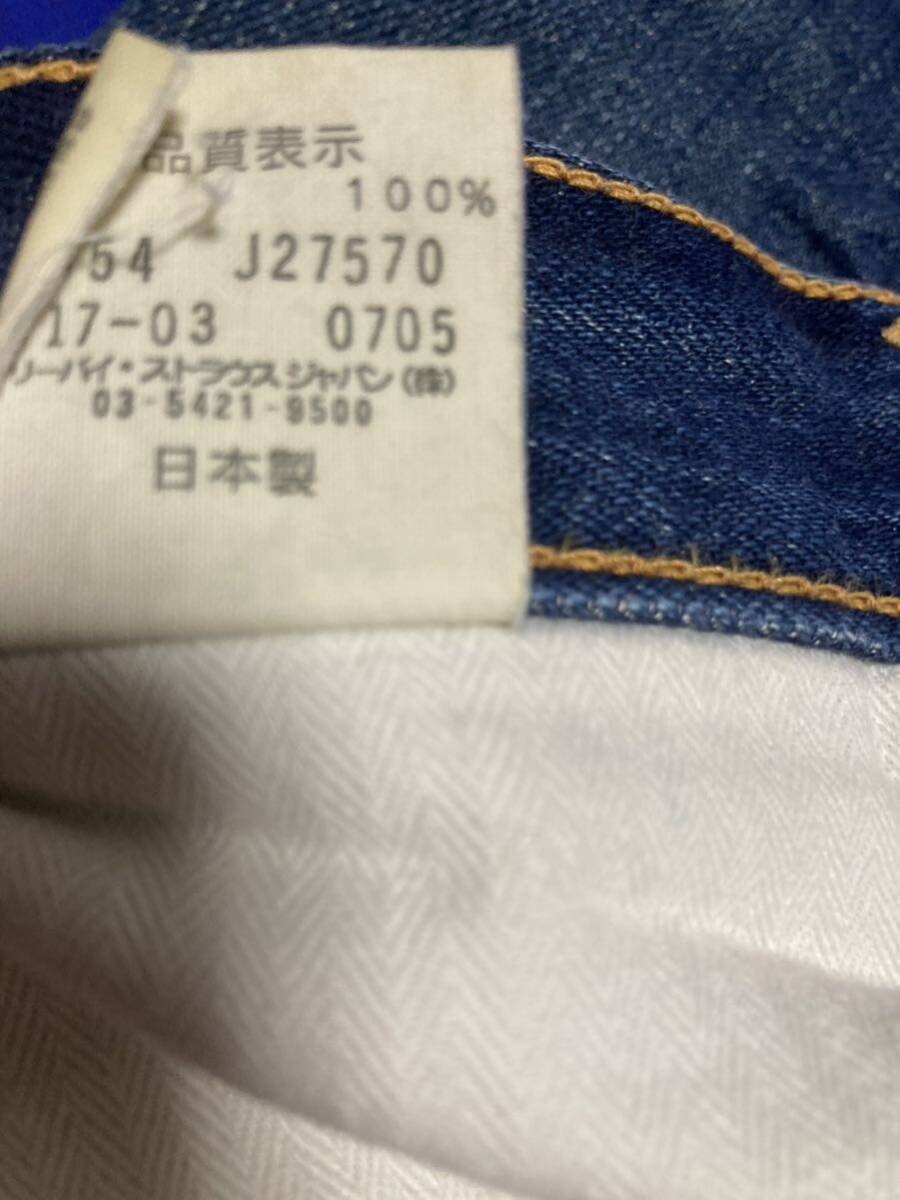 品質表示
100%
54 J27570
17-03 0705
リーバイ・ストラウスジャパン(株)
03-5421-9500
日本製